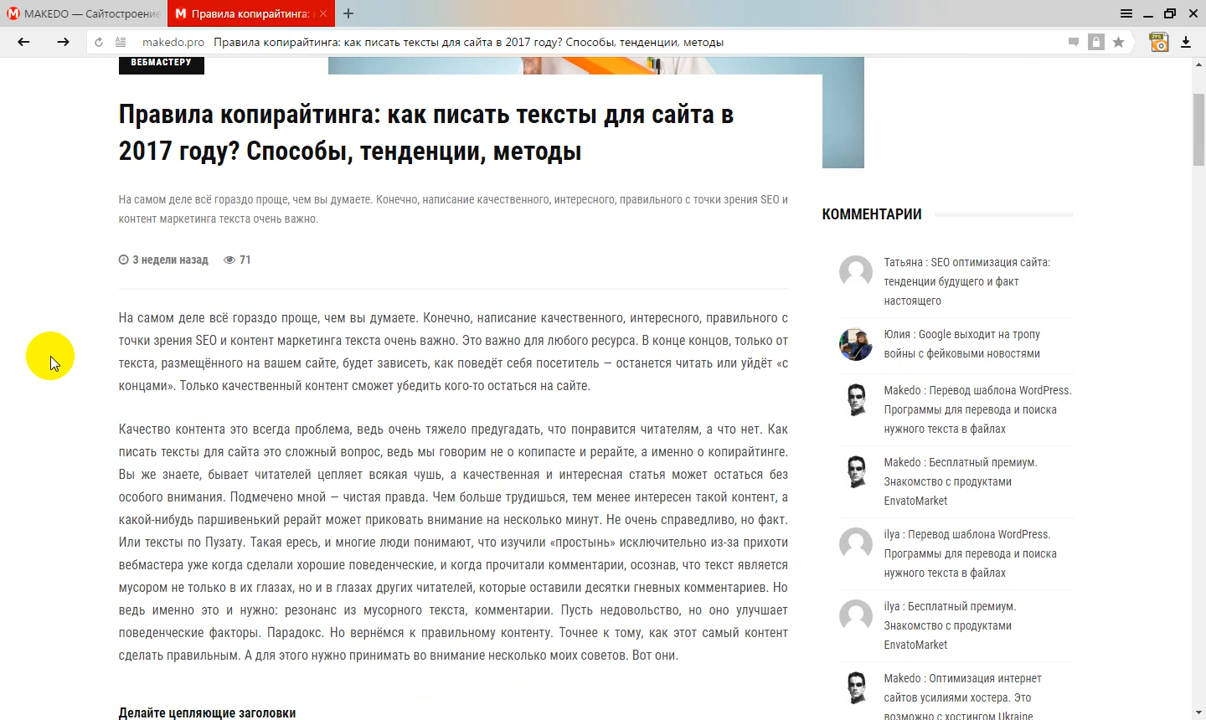 MAKEDO — Сайтостроение
Правила копирайтинга:
makedo.pro Правила копирайтинга: как писать тексты для сайта в 2017 году? Способы, тенденции, методы
ВЕБМАСТЕРУ
Правила копирайтинга: как писать тексты для сайта в
2017 году? Способы, тенденции, методы
На самом деле всё гораздо проще, чем вы думаете. Конечно, написание качественного, интересного, правильного с точки зрения SEO и
контент маркетинга текста очень важно.
3 недели назад 71
На самом деле всё гораздо проще, чем вы думаете. Конечно, написание качественного, интересного, правильного с
точки зрения SEO и контент маркетинга текста очень важно. Это важно для любого ресурса. В конце концов, только от
текста, размещённого на вашем сайте, будет зависеть, как поведёт себя посетитель — останется читать или уйдёт «с
концами». Только качественный контент сможет убедить кого-то остаться на сайте.
Качество контента это всегда проблема, ведь очень тяжело предугадать, что понравится читателям, а что нет. Как
писать тексты для сайта это сложный вопрос, ведь мы говорим не о копипасте и рерайте, а именно о копирайтинге.
Вы же знаете, бывает читателей цепляет всякая чушь, а качественная и интересная статья может остаться без
особого внимания. Подмечено мной — чистая правда. Чем больше трудишься, тем менее интересен такой контент, а
какой-нибудь паршивенький рерайт может приковать внимание на несколько минут. Не очень справедливо, но факт.
Или тексты по Пузату. Такая ересь, и многие люди понимают, что изучили «простынь» исключительно из-за прихоти
вебмастера уже когда сделали хорошие поведенческие, и когда прочитали комментарии, осознав, что текст является
мусором не только в их глазах, но и в глазах других читателей, которые оставили десятки гневных комментариев. Но
ведь именно это и нужно: резонанс из мусорного текста, комментарии. Пусть недовольство, но оно улучшает
поведенческие факторы. Парадокс. Но вернёмся к правильному контенту. Точнее к тому, как этот самый контент
сделать правильным. А для этого нужно принимать во внимание несколько моих советов. Вот они.
Делайте цепляющие заголовки
КОММЕНТАРИИ
Татьяна : SEO оптимизация сайта:
тенденции будущего и факт
настоящего
Юлия : Google выходит на тропу
войны с фейковыми новостями
Makedo : Перевод шаблона WordPress.
Программы для перевода и поиска
нужного текста в файлах
Makedo : Бесплатный премиум.
Знакомство с продуктами
EnvatoMarket
ilya : Перевод шаблона WordPress.
Программы для перевода и поиска
нужного текста в файлах
ilya : Бесплатный премиум.
Знакомство с продуктами
EnvatoMarket
Makedo : Оптимизация интернет
сайтов усилиями хостера. Это
возможно с хостингом Ukraine